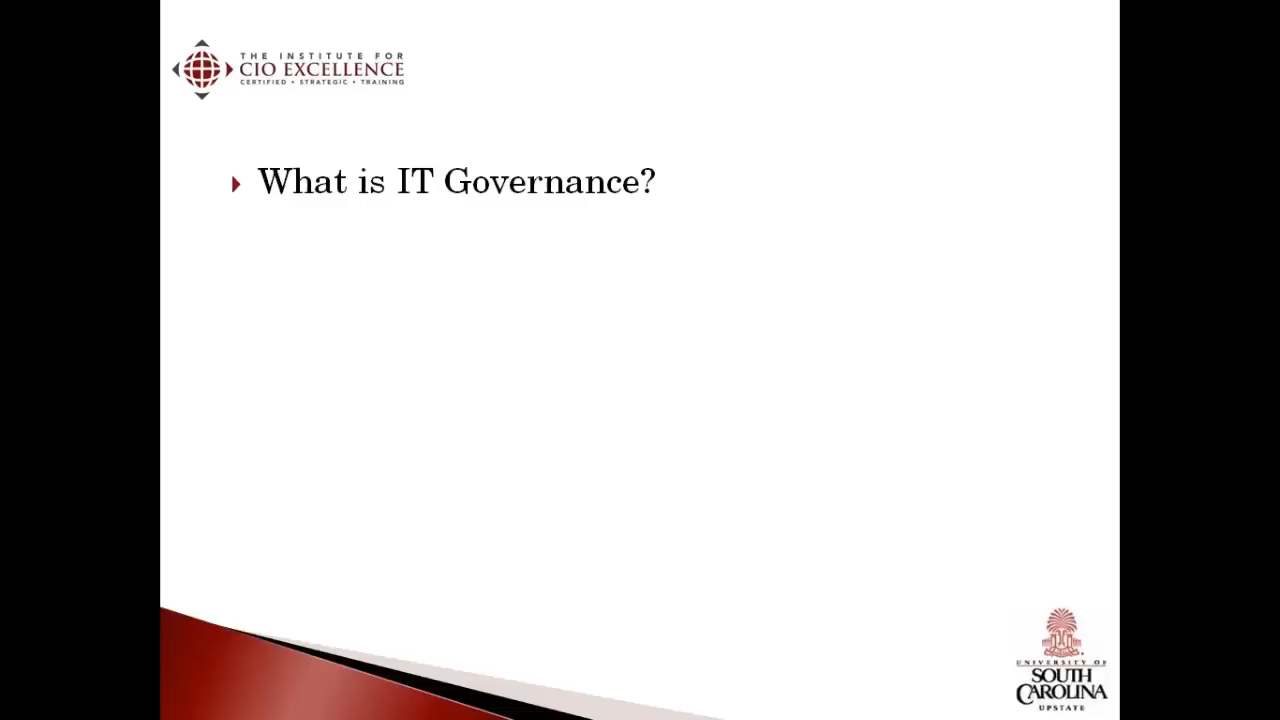 THE INSTITUTE FOR
CIO EXCELLENCE
CERTIFIED • STRATEGIC • TRAINING
What is IT Governance?
UNIVERSITY OF
SOUTH
CAROLINA
UPSTATE